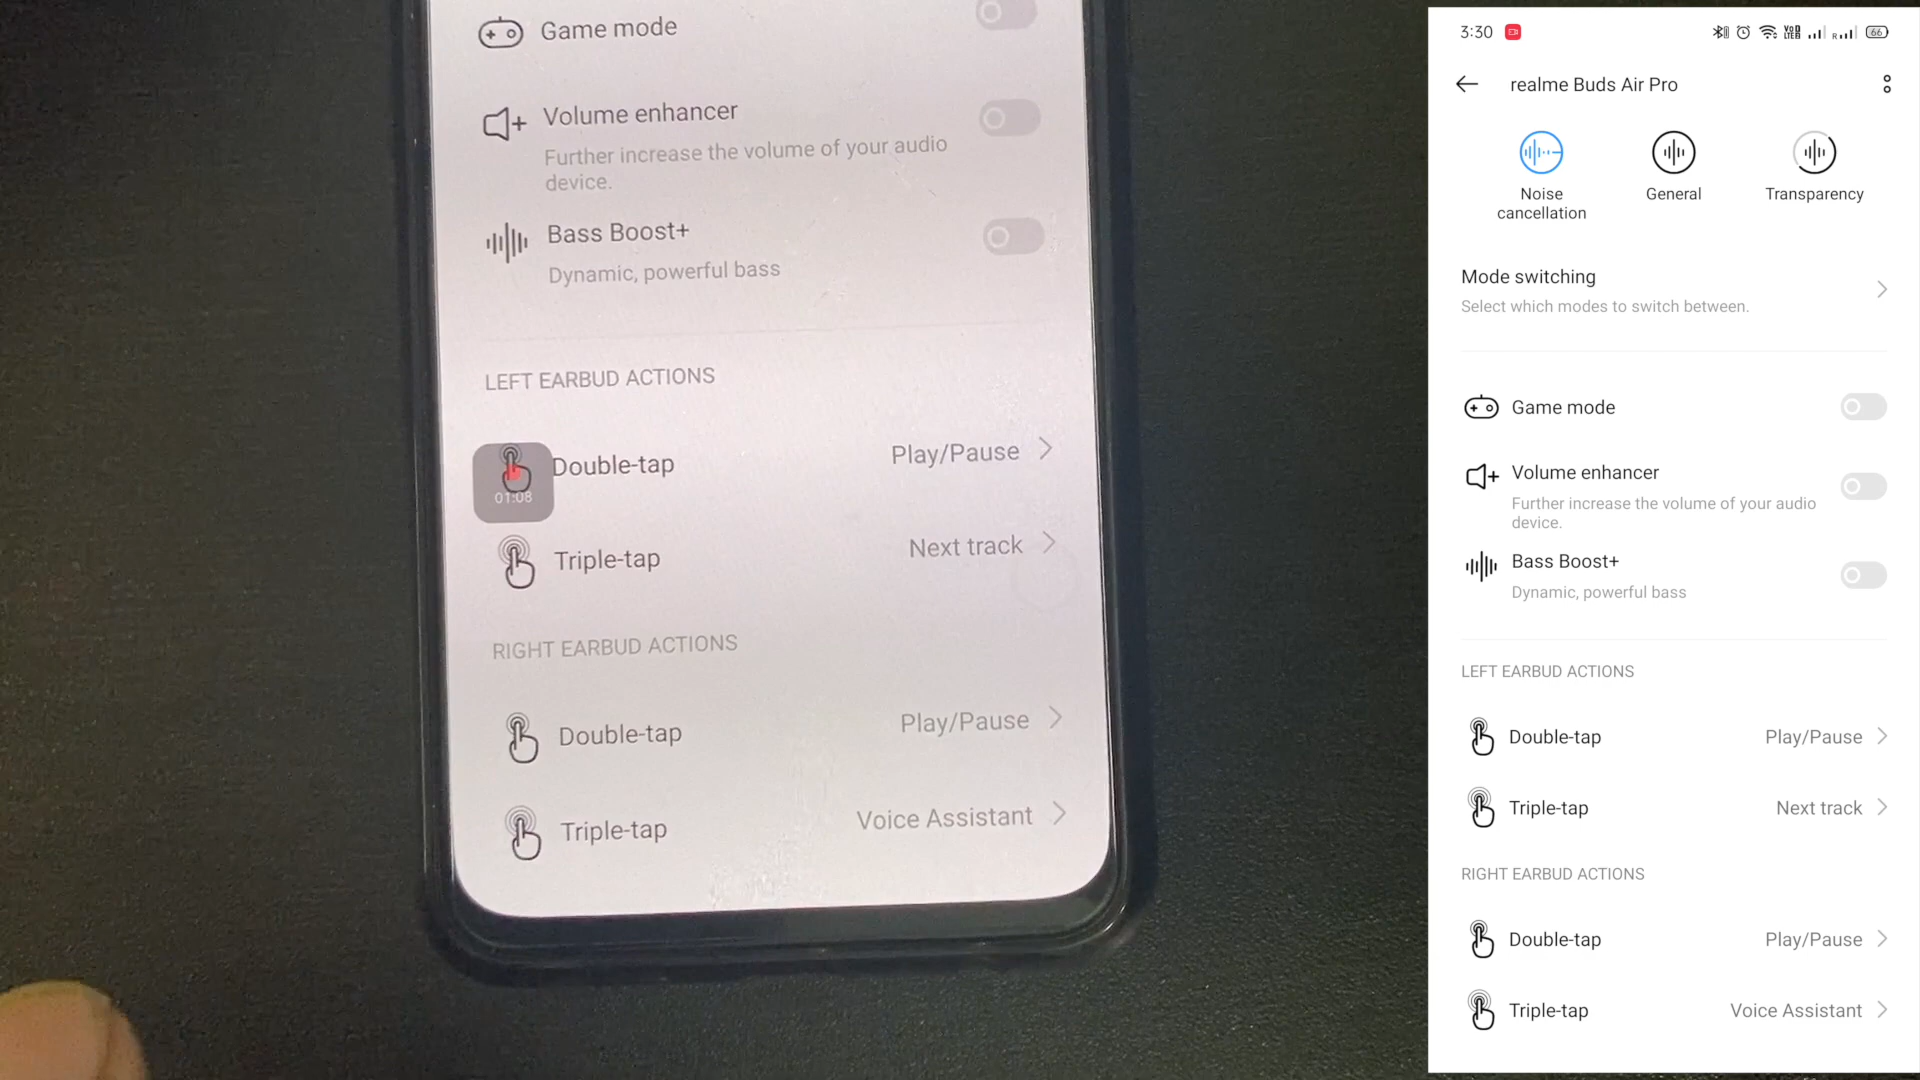 Game mode
Volume enhancer
Further increase the volume of your audio
device.
Bass Boost+
Dynamic, powerful bass
LEFT EARBUD ACTIONS
Double-tap
Play/Pause
01:08
Triple-tap
Next track
RIGHT EARBUD ACTIONS
Double-tap
Play/Pause
Triple-tap
Voice Assistant
3:30
VoD
LTE
R
66
realme Buds Air Pro
Noise
cancellation
General
Transparency
Mode switching
Select which modes to switch between.
Game mode
Volume enhancer
Further increase the volume of your audio
device.
Bass Boost+
Dynamic, powerful bass
LEFT EARBUD ACTIONS
Double-tap
Play/Pause
Triple-tap
Next track
RIGHT EARBUD ACTIONS
Double-tap
Play/Pause
Triple-tap
Voice Assistant